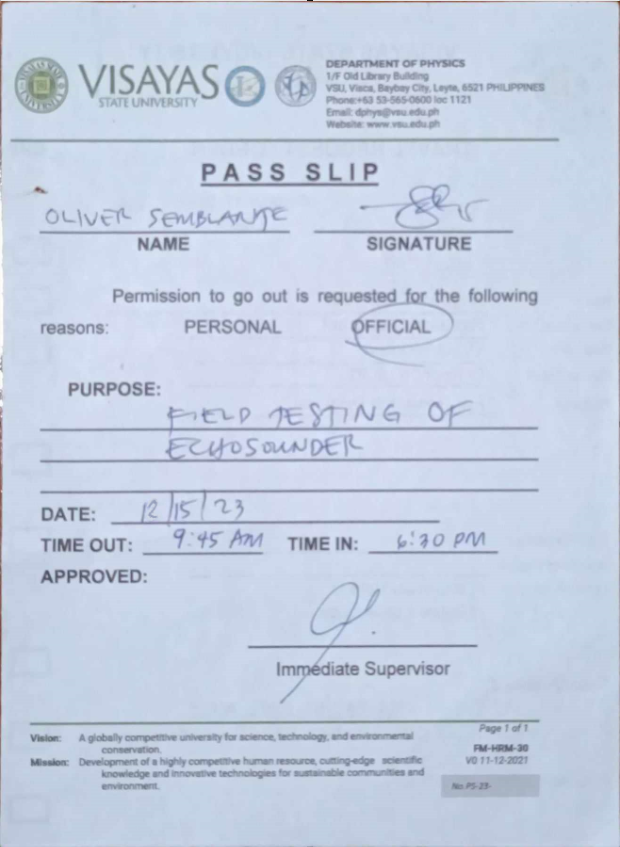 VISAYAS
STATE UNIVERSITY
DEPARTMENT OF PHYSICS
1/F Old Library Building
VSU, Visca, Baybay City, Leyte, 6521 PHILIPPINES
Phone:+63 53-565-0600 loc 1121
Email: dphys@vsu.edu.ph
Website: www.vsu.edu.ph
PASS SLIP
OLIVER SEMBLANTE
NAME SIGNATURE
Permission to go out is requested for the following
reasons: PERSONAL OFFICIAL
PURPOSE:
FIELD TESTING OF
ECHOSOUNDER
DATE: 12/15/23
TIME OUT: 9:45 AM TIME IN: 6:30 PM
APPROVED:
Immediate Supervisor
Vision: A globally competitive university for science, technology, and environmental
conservation.
Mission: Development of a highly competitive human resource, cutting-edge scientific
knowledge and innovative technologies for sustainable communities and
environment.
Page 1 of 1
FM-HRM-30
V0 11-12-2021
No. PS-23-